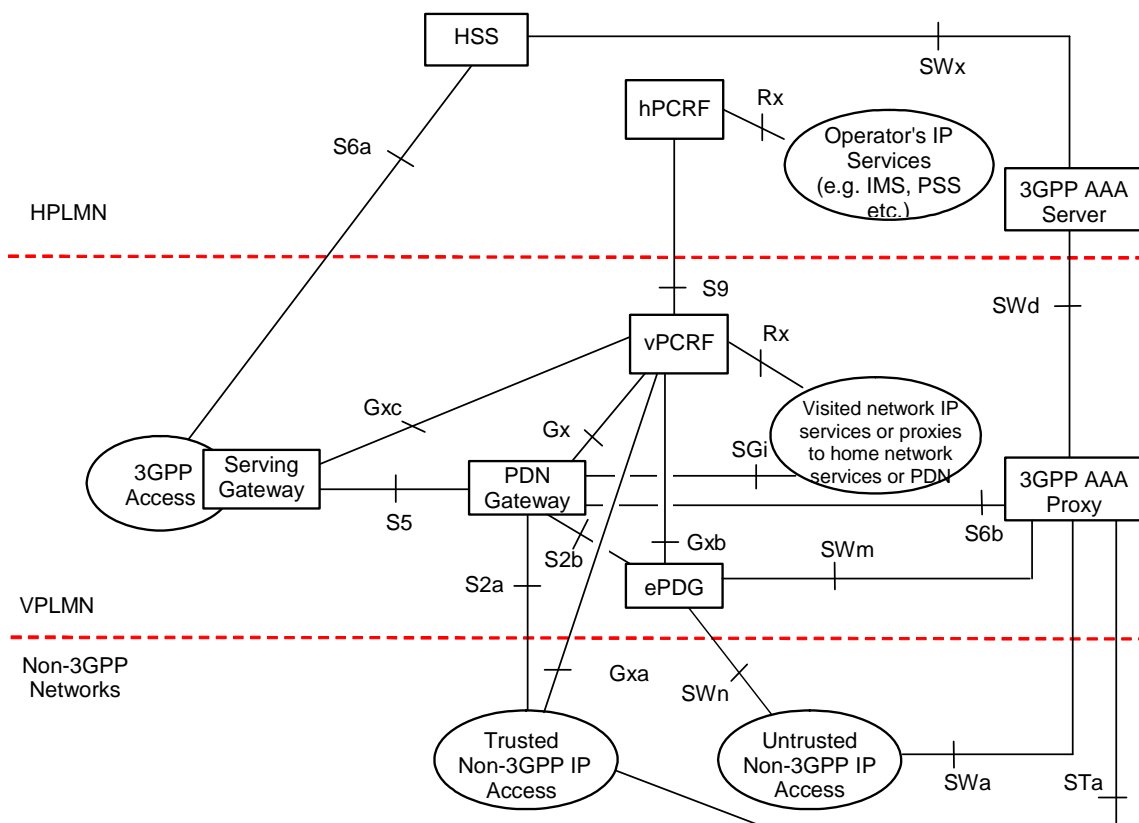 HSS
SWx
hPCRF
Rx
Operator's IP
Services
(e.g. IMS, PSS
etc.)
S6a
3GPP AAA
Server
HPLMN
S9
SWd
vPCRF
Rx
Gxc
Gx
Visited network IP
services or proxies
to home network
services or PDN
SGi
3GPP
Access
Serving
Gateway
PDN
Gateway
3GPP AAA
Proxy
S5
S6b
S2b
Gxb
SWm
S2a
ePDG
VPLMN
Non-3GPP
Networks
Gxa
SWn
Trusted
Non-3GPP IP
Access
Untrusted
Non-3GPP IP
Access
SWa
STa